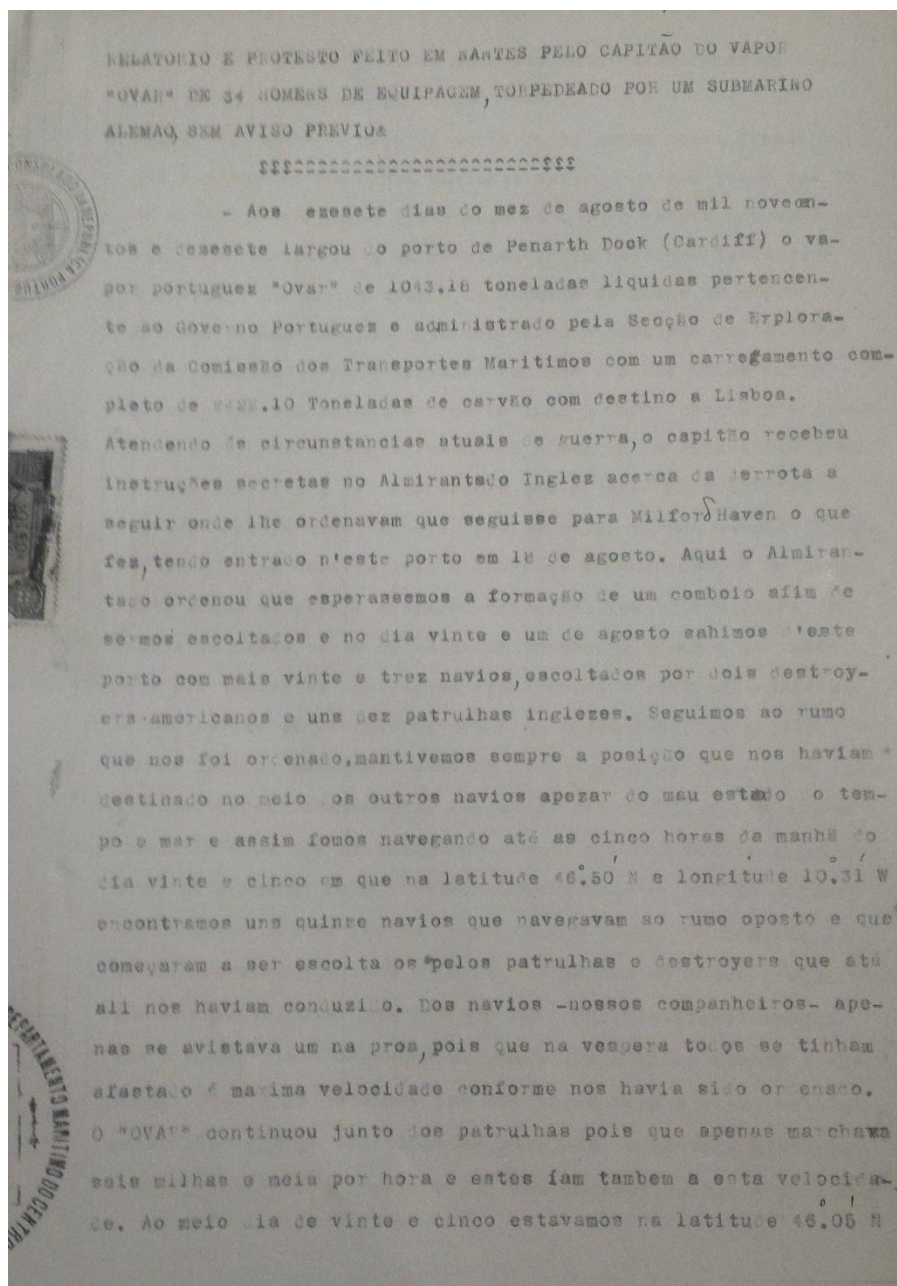 RELATORIO E PROTESTO FEITO EM NANTES PELO CAPITÃO DO VAPOR
"OVAR" DE 34 HOMENS DE EQUIPAGEM, TORPEDEADO POR UM SUBMARINO
ALEMAO, SEM AVISO PREVIO&
- Aos emesete dias do mez de agosto de mil noveen-
tos e demesete largou do porto de Penarth Dock (Cardiff) o va-
por portuguez "Ovar" de 1043.18 toneladas liquidas pertencen-
te ao Governo Portuguez e administrado pela Secção de Explora-
ção da Comissão dos Transportes Maritimos com um carregamento com-
pleto de Toneladas de carvão com destino a Lisboa.
Atendendo ás circunstancias atuais de guerra, o capitão recebeu
instruções secretas no Almirantado Inglez acerca da derrota a
seguir onde lhe ordenavam que seguisse para Milford Haven o que
fez, tendo entrado n'este porto em 18 de agosto. Aqui o Almiran-
tado ordenou que esperassemos a formação de um comboio afim de
sermos escoltados e no dia vinte e um de agosto sahimos d'este
porto com mais vinte e trez navios, escoltados por dois destroy-
ers americanos e uns dez patrulhas inglezes. Seguimos ao rumo
que nos foi ordenado, mantivemos sempre a posição que nos haviam
destinado no meio dos outros navios apezar do mau estado do tem-
po e mar e assim fomos navegando até as cinco horas da manhã do
dia vinte e cinco em que na latitude 46°.50' N e longitude 10°.31' W
encontramos uns quinze navios que navegavam ao rumo oposto e que
começaram a ser escoltados pelos patrulhas e destroyers que até
ali nos haviam conduzido. Dos navios -nossos companheiros- ape-
nas se avistava um na proa, pois que na vespera todos se tinham
afastado á maxima velocidade conforme nos havia sido ordenado.
O "OVAR" continuou junto dos patrulhas pois que apenas marchava
seis milhas e meia por hora e estes íam tambem a esta velocida-
de. Ao meio dia de vinte e cinco estavamos na latitude 46°.05' N
DEPARTAMENTO MARITIMO DO CENTRO